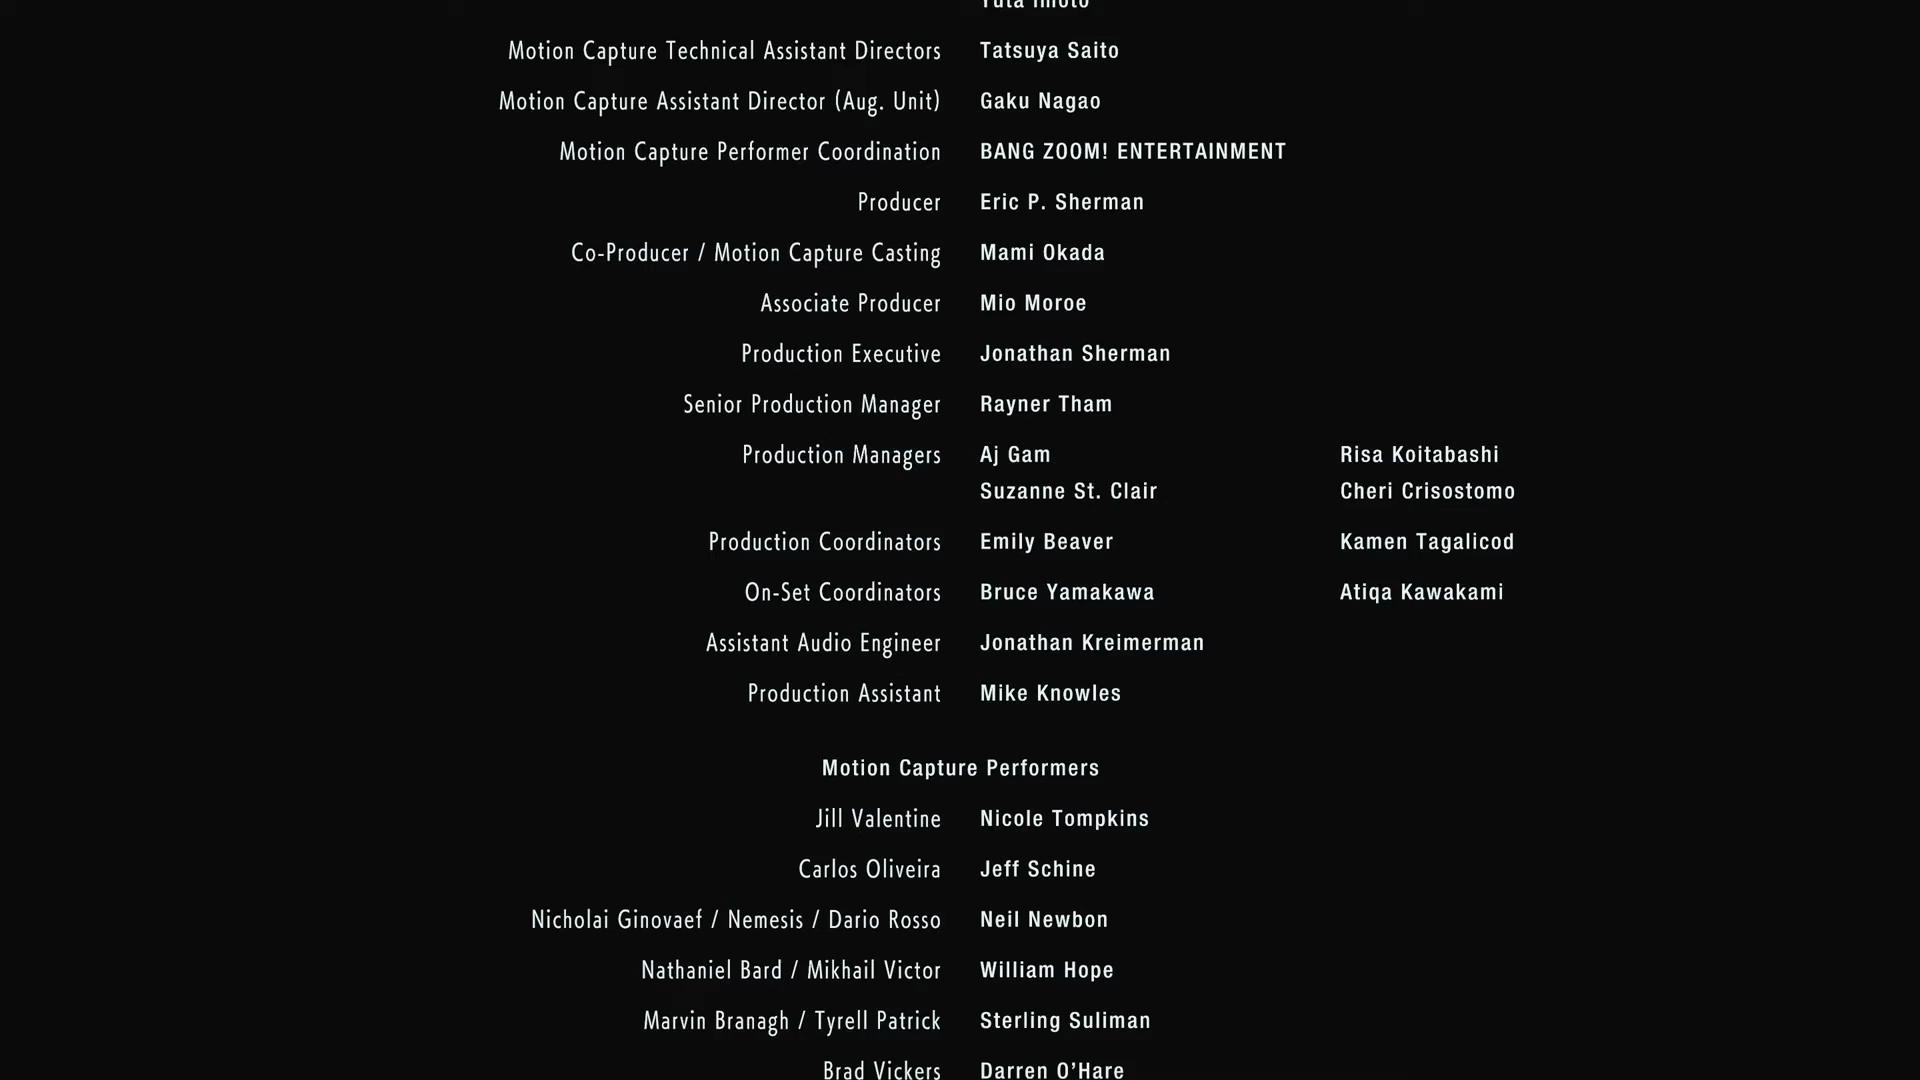 Yuta Imoto
Motion Capture Technical Assistant Directors Tatsuya Saito
Motion Capture Assistant Director (Aug. Unit) Gaku Nagao
Motion Capture Performer Coordination BANG ZOOM! ENTERTAINMENT
Producer Eric P. Sherman
Co-Producer / Motion Capture Casting Mami Okada
Associate Producer Mio Moroe
Production Executive Jonathan Sherman
Senior Production Manager Rayner Tham
Production Managers Aj Gam Risa Koitabashi
Suzanne St. Clair Cheri Crisostomo
Production Coordinators Emily Beaver Kamen Tagalicod
On-Set Coordinators Bruce Yamakawa Atiqa Kawakami
Assistant Audio Engineer Jonathan Kreimerman
Production Assistant Mike Knowles
Motion Capture Performers
Jill Valentine Nicole Tompkins
Carlos Oliveira Jeff Schine
Nicholai Ginovaef / Nemesis / Dario Rosso Neil Newbon
Nathaniel Bard / Mikhail Victor William Hope
Marvin Branagh / Tyrell Patrick Sterling Suliman
Brad Vickers Darren O'Hare